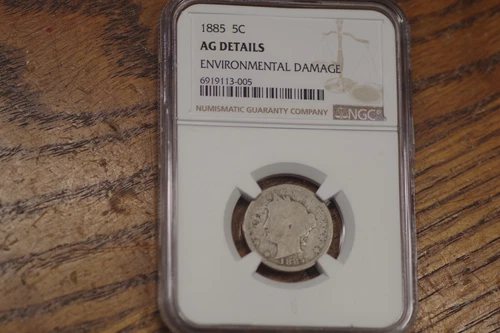 1885 5C
AG DETAILS
ENVIRONMENTAL DAMAGE
6919113-005
NUMISMATIC GUARANTY COMPANY NGC